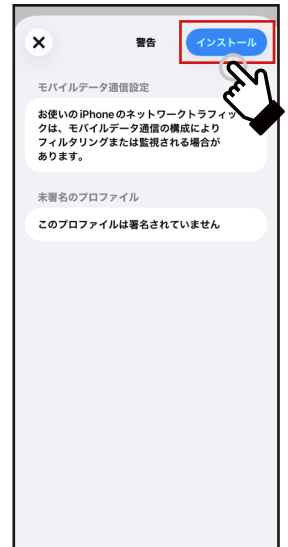 警告
インストール
モバイルデータ通信設定
お使いのiPhoneのネットワークトラフィッ
クは、モバイルデータ通信の構成により
フィルタリングまたは監視される場合が
あります。
未署名のプロファイル
このプロファイルは署名されていません